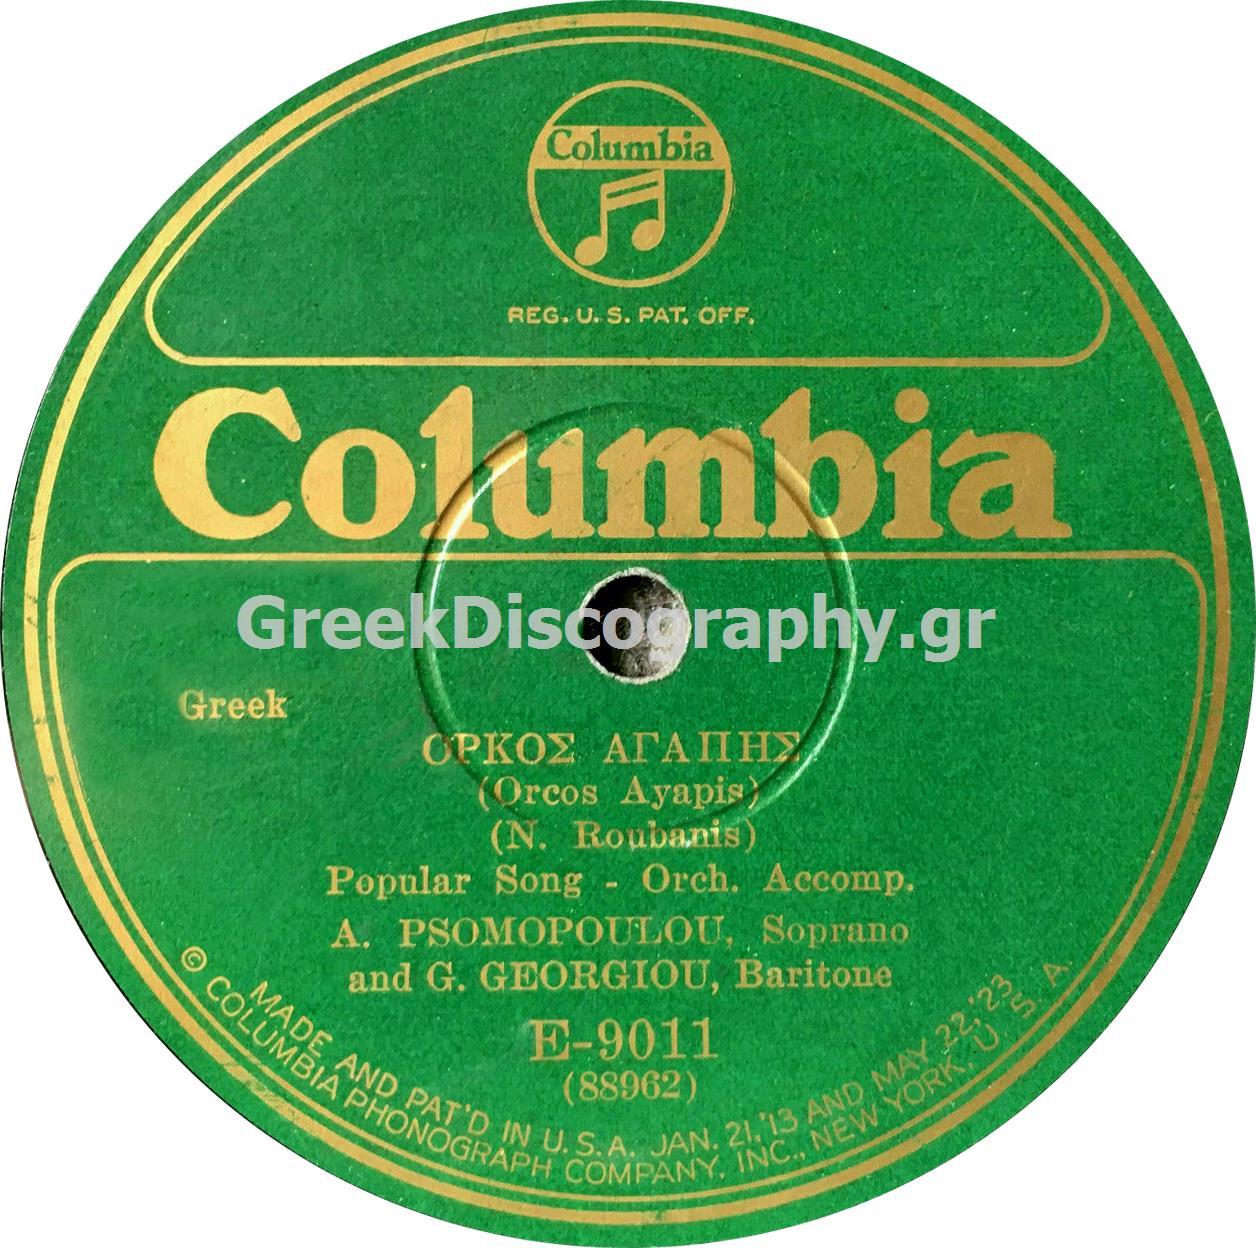 Columbia
REG. U. S. PAT. OFF.
Columbia
GreekDiscography.gr
Greek
ΟΡΚΟΣ ΑΓΑΠΗΣ
(Orcos Ayapis)
(N. Roubanis)
Popular Song - Orch. Accomp.
A. PSOMOPOULOU, Soprano
and G. GEORGIOU, Baritone
E-9011
(88962)
MADE AND PAT'D IN U.S.A. JAN. 21,'13 AND MAY 22,'23
© COLUMBIA PHONOGRAPH COMPANY, INC., NEW YORK, U. S. A.